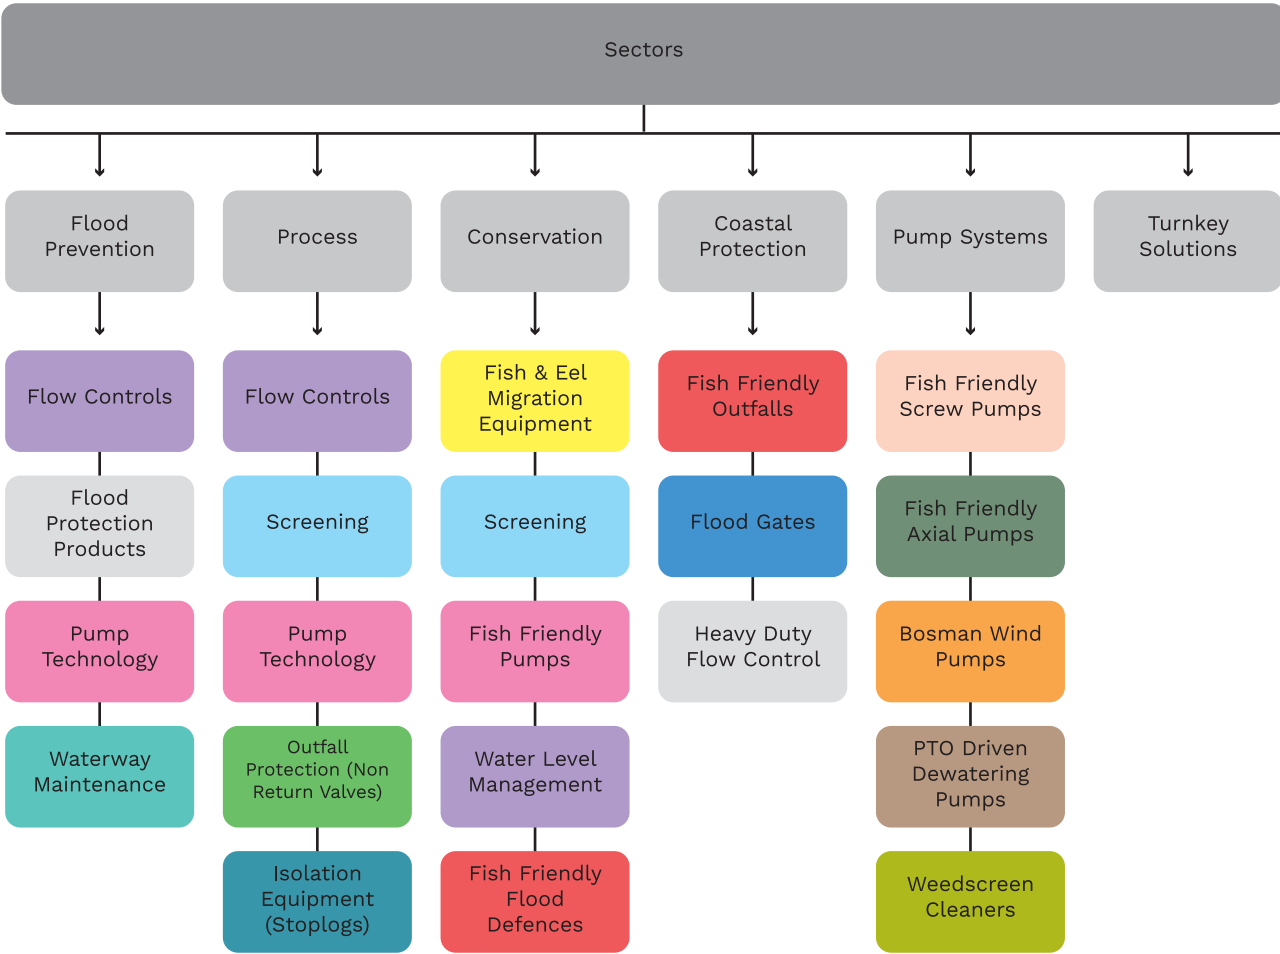 Sectors
Flood
Prevention
Process
Conservation
Coastal
Protection
Pump Systems
Turnkey
Solutions
Flow Controls
Flood
Protection
Products
Pump
Technology
Waterway
Maintenance
Flow Controls
Screening
Pump
Technology
Outfall
Protection (Non
Return Valves)
Isolation
Equipment
(Stoplogs)
Fish & Eel
Migration
Equipment
Screening
Fish Friendly
Pumps
Water Level
Management
Fish Friendly
Flood
Defences
Fish Friendly
Outfalls
Flood Gates
Heavy Duty
Flow Control
Fish Friendly
Screw Pumps
Fish Friendly
Axial Pumps
Bosman Wind
Pumps
PTO Driven
Dewatering
Pumps
Weedscreen
Cleaners